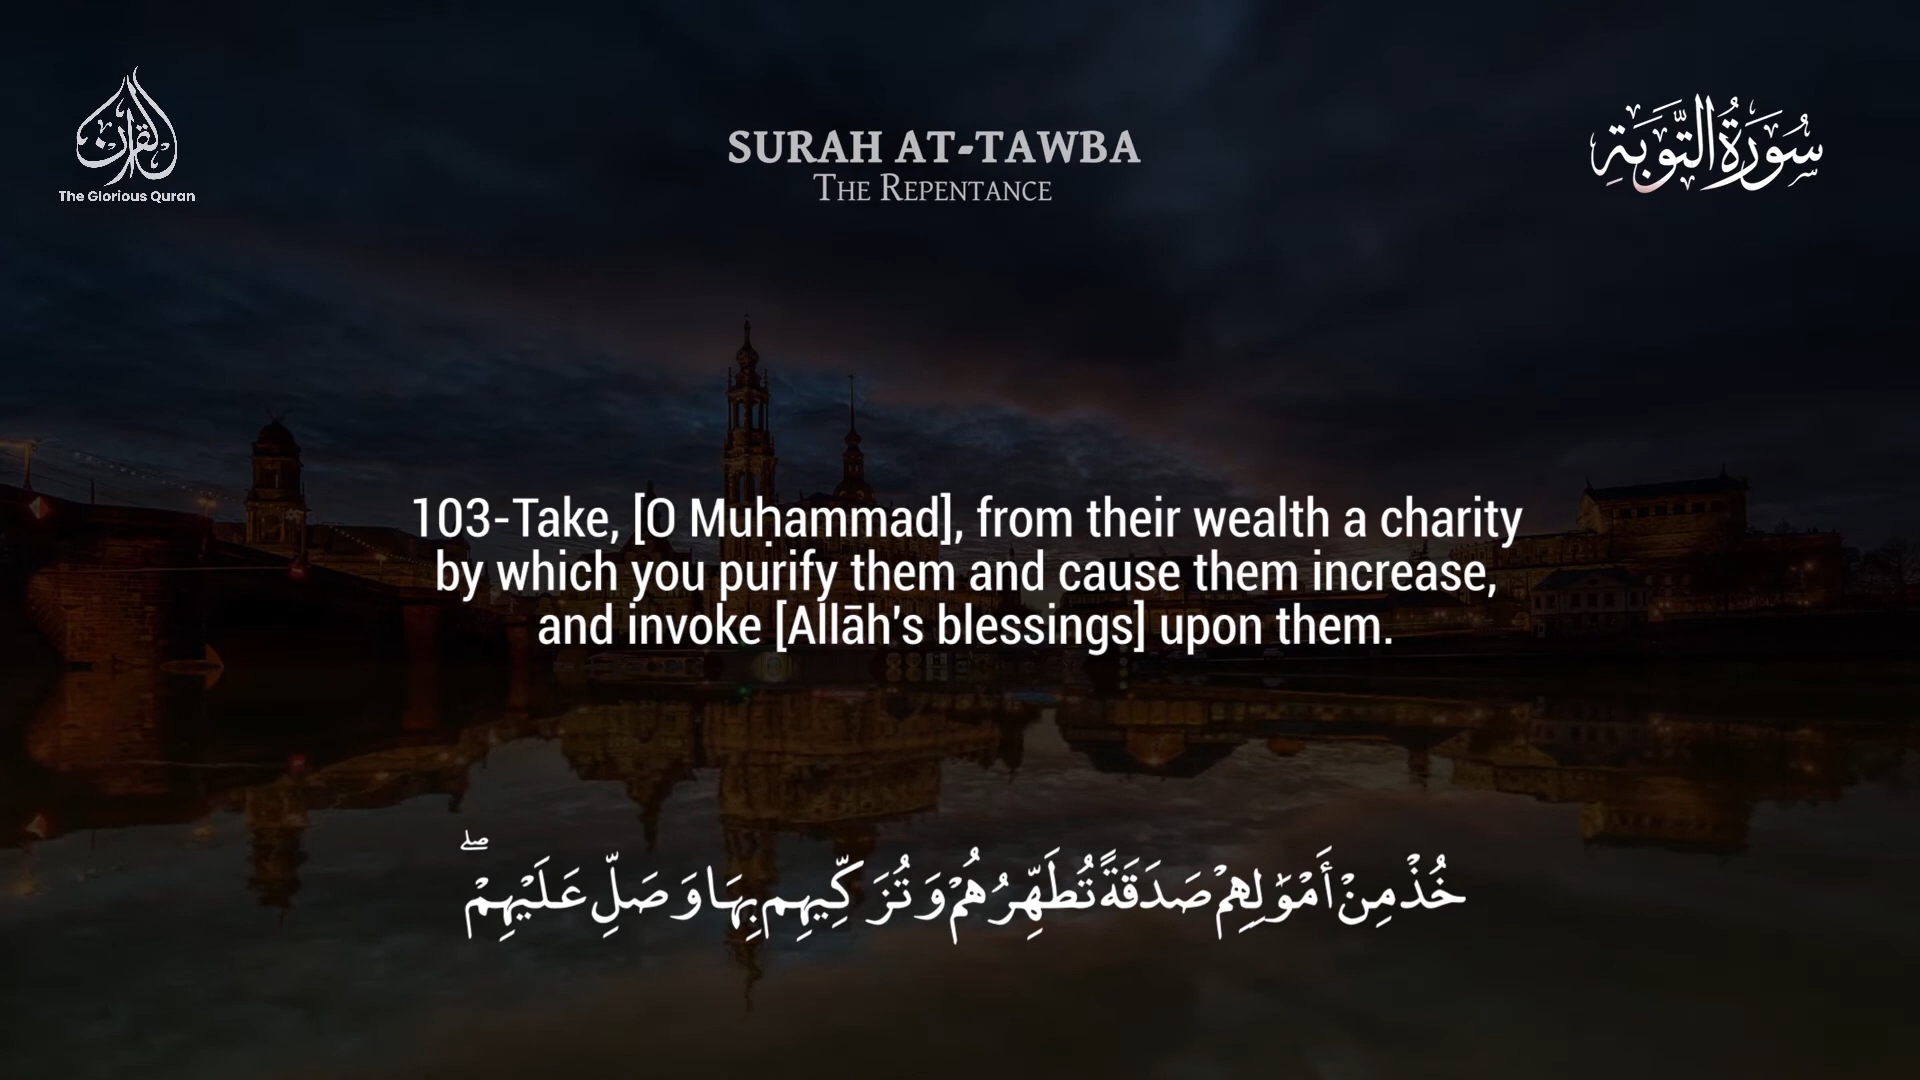 القرآن
The Glorious Quran
SURAH AT-TAWBA
THE REPENTANCE
سُورَةُ التَّوْبَةِ
103-Take, [O Muḥammad], from their wealth a charity
by which you purify them and cause them increase,
and invoke [Allāh's blessings] upon them.
خُذْ مِنْ أَمْوَٰلِهِمْ صَدَقَةً تُطَهِّرُهُمْ وَتُزَكِّيهِم بِهَا وَصَلِّ عَلَيْهِمْ ۖ